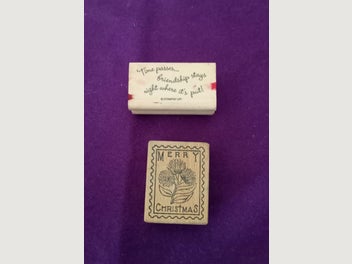 Time passes...
friendship stays
right where it's put!
MERRY
CHRISTMAS